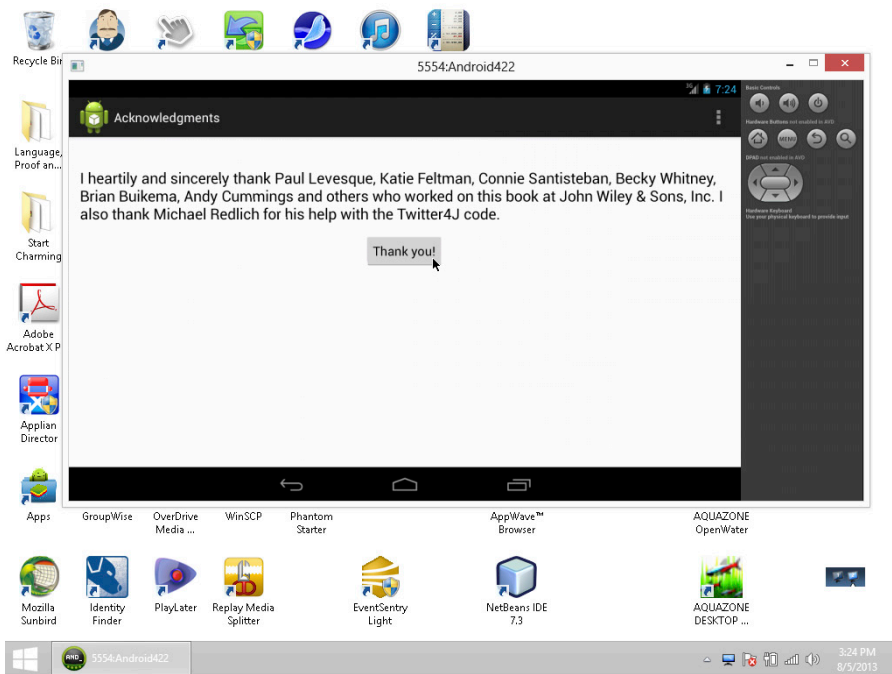 Recycle Bin
5554:Android422
3G
7:24
Acknowledgments
I heartily and sincerely thank Paul Levesque, Katie Feltman, Connie Santisteban, Becky Whitney,
Brian Buikema, Andy Cummings and others who worked on this book at John Wiley & Sons, Inc. I
also thank Michael Redlich for his help with the Twitter4J code.
Thank you!
Basic Controls
Hardware Buttons not enabled in AVD
MENU
DPAD not enabled in AVD
Hardware Keyboard
Use your physical keyboard to provide input
Language,
Proof an...
Start
Charming
Adobe
Acrobat X P
Applian
Director
Apps
GroupWise
OverDrive
Media ...
WinSCP
Phantom
Starter
AppWave™
Browser
AQUAZONE
OpenWater
Mozilla
Sunbird
Identity
Finder
PlayLater
Replay Media
Splitter
EventSentry
Light
NetBeans IDE
7.3
AQUAZONE
DESKTOP ...
AND_
5554:Android422
3:24 PM
8/5/2013